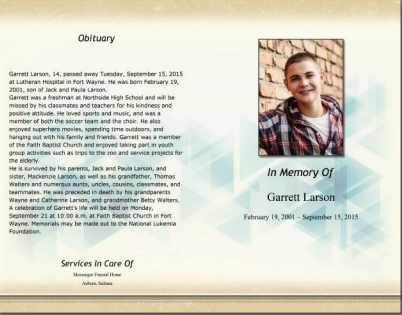 Obituary
Garrett Larson, 14, passed away Tuesday, September 15, 2015
at Lutheran Hospital in Fort Wayne. He was born February 19,
2001, son of Jack and Paula Larson.
Garrett was a freshman at Northside High School and will be
missed by his classmates and teachers for his kindness and
positive attitude. He loved sports and music, and was a
member of both the soccer team and the choir. He also
enjoyed superhero movies, spending time outdoors, and
hanging out with his family and friends. Garrett was a member
of the Faith Baptist Church and enjoyed taking part in youth
group activities such as trips to the zoo and service projects for
the elderly.
He is survived by his parents, Jack and Paula Larson, and
sister, Mackenzie Larson, as well as his grandfather, Thomas
Walters and numerous aunts, uncles, cousins, classmates, and
teammates. He was preceded in death by his grandparents
Wayne and Catherine Larson, and grandmother Betty Walters.
A celebration of Garrett's life will be held on Monday,
September 21 at 10:00 a.m. at Faith Baptist Church in Fort
Wayne. Memorials may be made out to the National Lukemia
Foundation.
Services In Care Of
Messenger Funeral Home
Auburn, Indiana
In Memory Of
Garrett Larson
February 19, 2001 – September 15, 2015